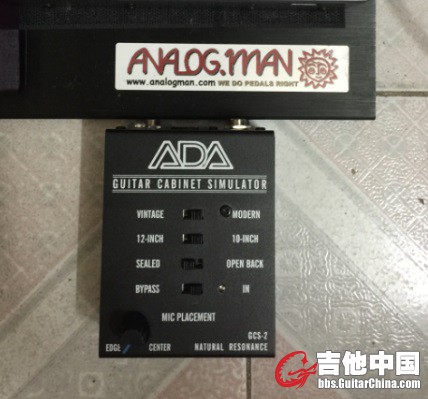 ANALOG.MAN
www.analogman.com WE DO PEDALS RIGHT
ADA
GUITAR CABINET SIMULATOR
VINTAGE MODERN
12-INCH 10-INCH
SEALED OPEN BACK
BYPASS IN
MIC PLACEMENT
GCS-2
EDGE CENTER NATURAL RESONANCE
吉他中国
bbs.GuitarChina.com